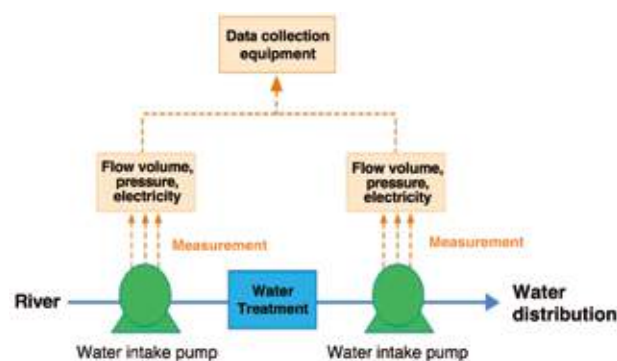 Data collection
equipment
Flow volume,
pressure,
electricity
Flow volume,
pressure,
electricity
Measurement
Measurement
River
Water
Treatment
Water
distribution
Water intake pump
Water intake pump